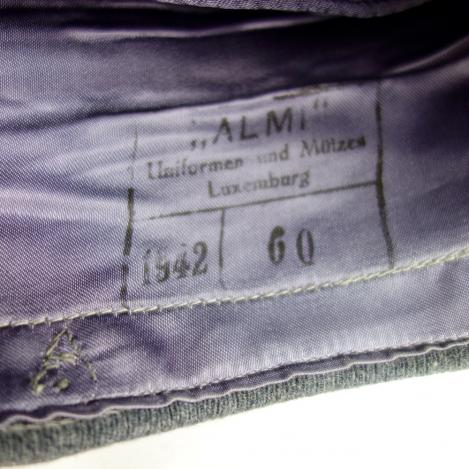 „ALMI"
Uniformen und Mützen
Luxemburg
1942 60